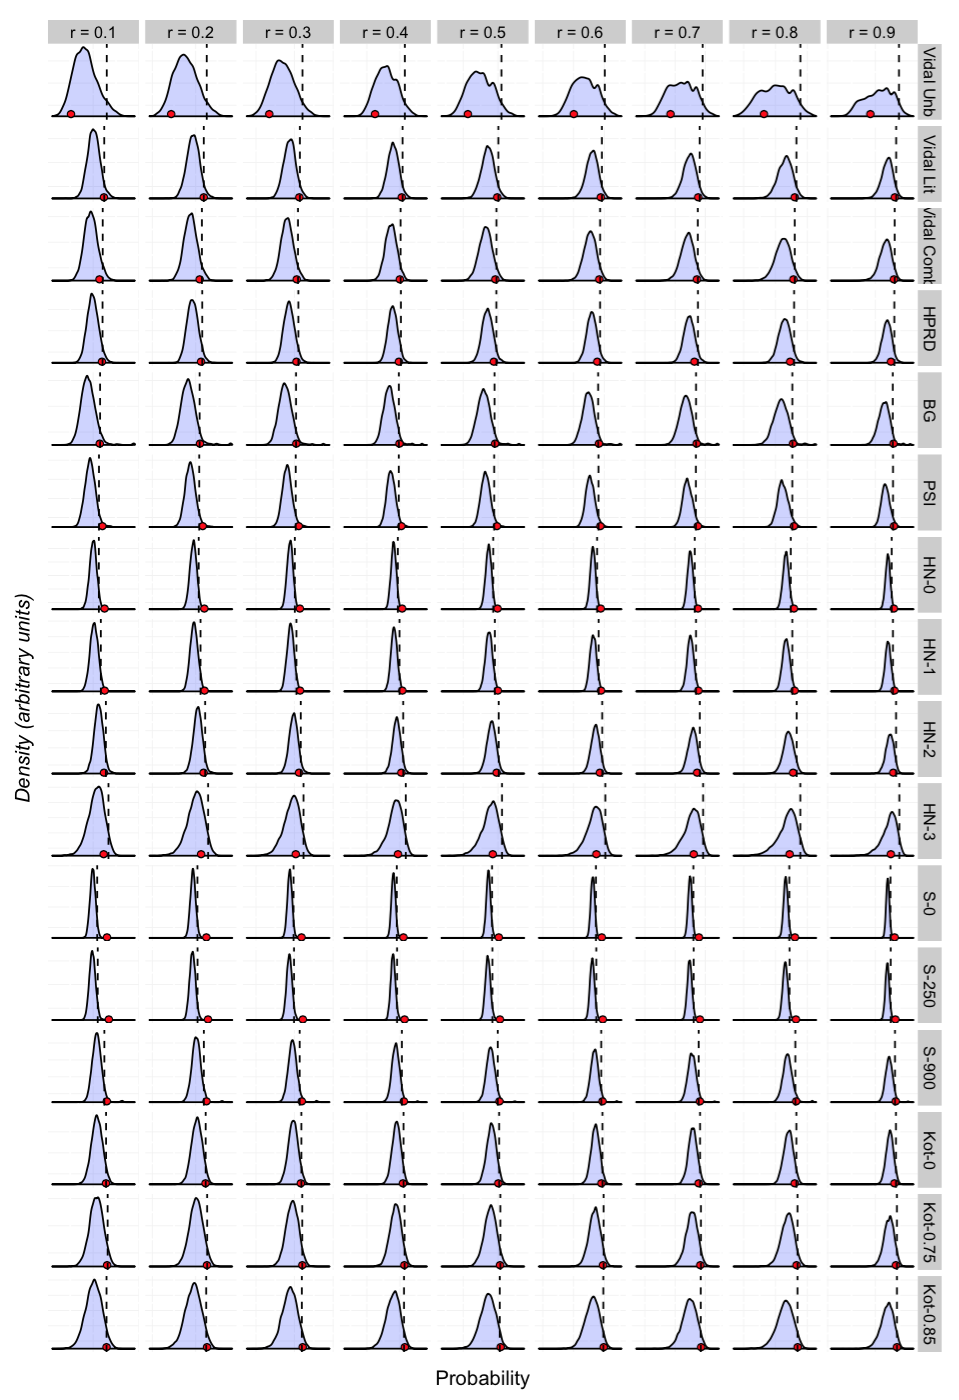 r = 0.1
r = 0.2
r = 0.3
r = 0.4
r = 0.5
r = 0.6
r = 0.7
r = 0.8
r = 0.9
Vidal Unb
Vidal Lit
Vidal Comb
HPRD
BG
PSI
HN-0
HN-1
HN-2
HN-3
S-0
S-250
S-900
Kot-0
Kot-0.75
Kot-0.85
Density (arbitrary units)
Probability